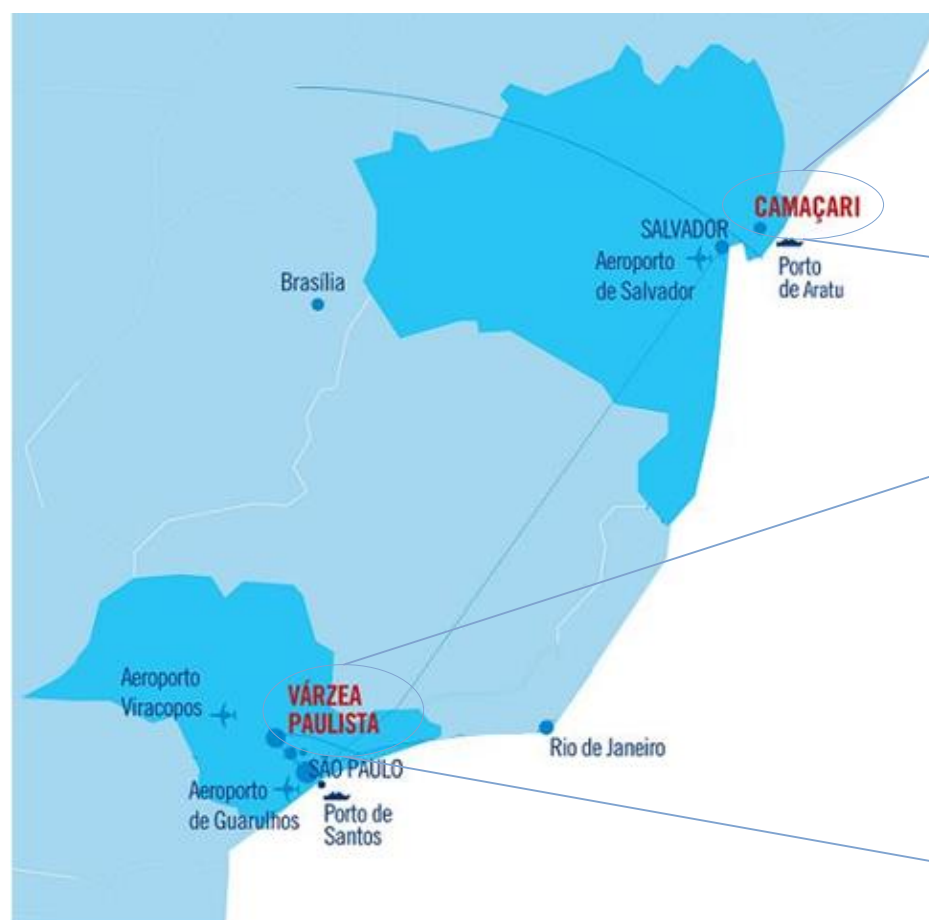 CAMAÇARI
SALVADOR
Aeroporto
de Salvador
Porto
de Aratu
Brasília
Aeroporto
Viracopos
VÁRZEA
PAULISTA
Rio de Janeiro
SÃO PAULO
Aeroporto
de Guarulhos
Porto de
Santos